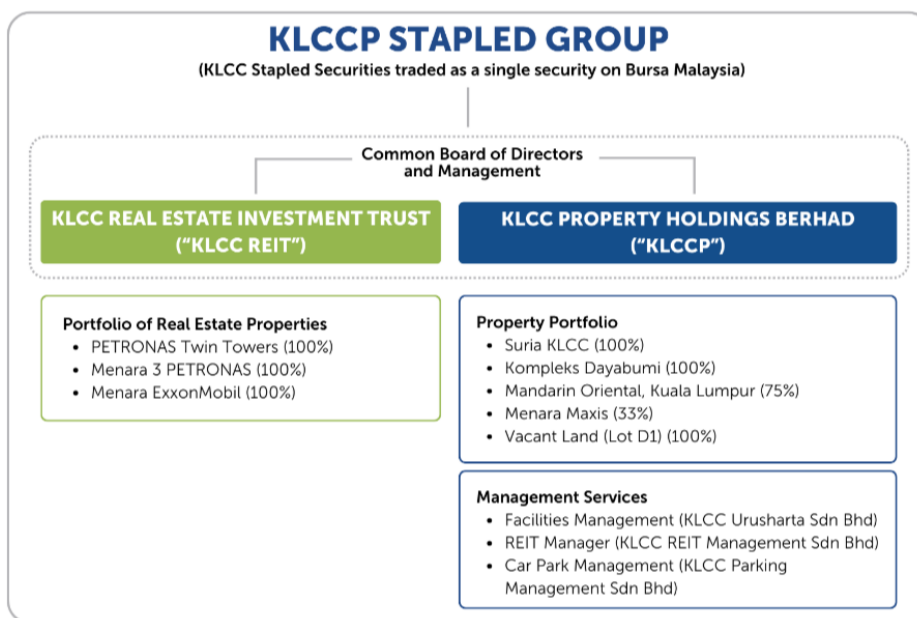 KLCCP STAPLED GROUP
(KLCC Stapled Securities traded as a single security on Bursa Malaysia)
Common Board of Directors
and Management
KLCC REAL ESTATE INVESTMENT TRUST
("KLCC REIT")
KLCC PROPERTY HOLDINGS BERHAD
("KLCCP")
Portfolio of Real Estate Properties
• PETRONAS Twin Towers (100%)
• Menara 3 PETRONAS (100%)
• Menara ExxonMobil (100%)
Property Portfolio
• Suria KLCC (100%)
• Kompleks Dayabumi (100%)
• Mandarin Oriental, Kuala Lumpur (75%)
• Menara Maxis (33%)
• Vacant Land (Lot D1) (100%)
Management Services
• Facilities Management (KLCC Urusharta Sdn Bhd)
• REIT Manager (KLCC REIT Management Sdn Bhd)
• Car Park Management (KLCC Parking
Management Sdn Bhd)